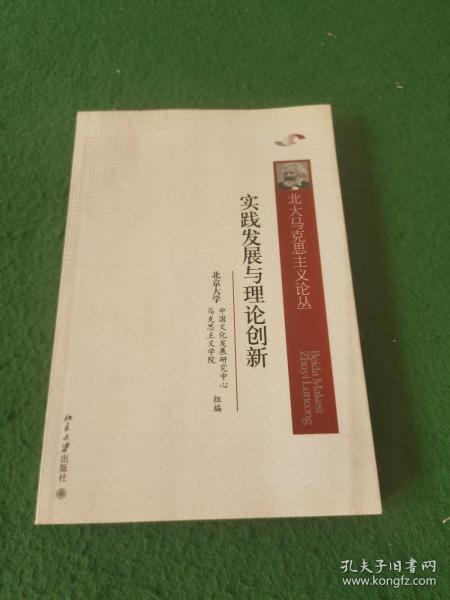 北大马克思主义论丛
Beida Makesi
Zhuyi Luncong
实践发展与理论创新
北京大学
中国文化发展研究中心
马克思主义学院
组编
北京大学出版社
孔夫子旧书网
www.kongfz.com